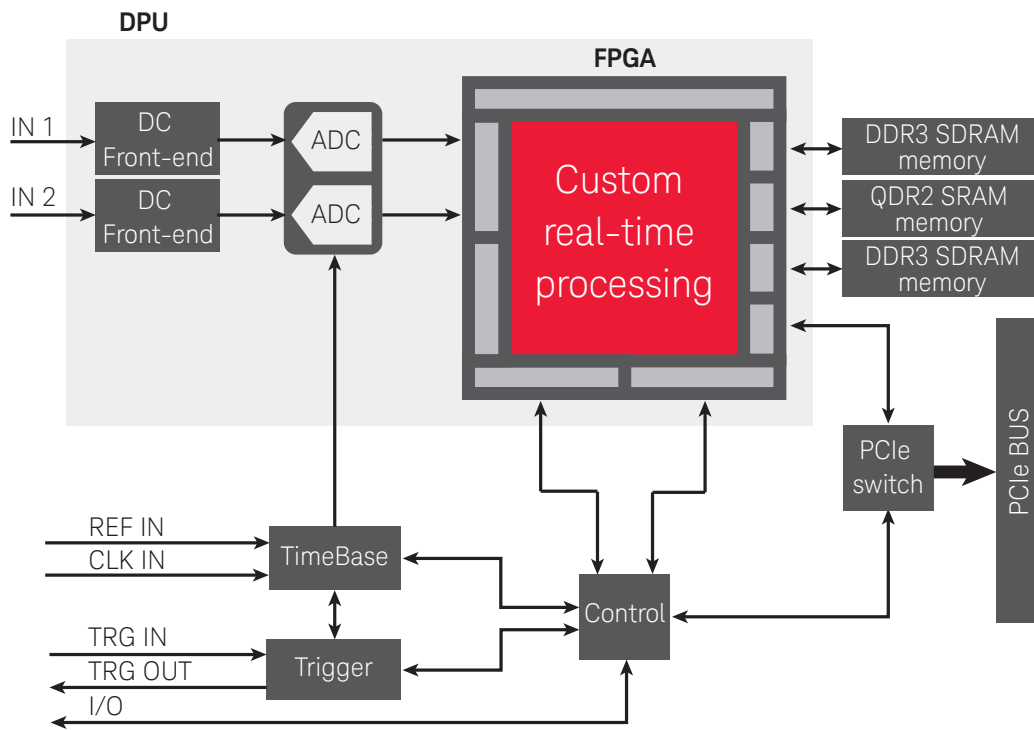 DPU
FPGA
IN 1
DC
Front-end
ADC
IN 2
DC
Front-end
ADC
Custom
real-time
processing
DDR3 SDRAM
memory
QDR2 SRAM
memory
DDR3 SDRAM
memory
PCIe
switch
PCIe BUS
REF IN
CLK IN
TimeBase
TRG IN
TRG OUT
Trigger
I/O
Control